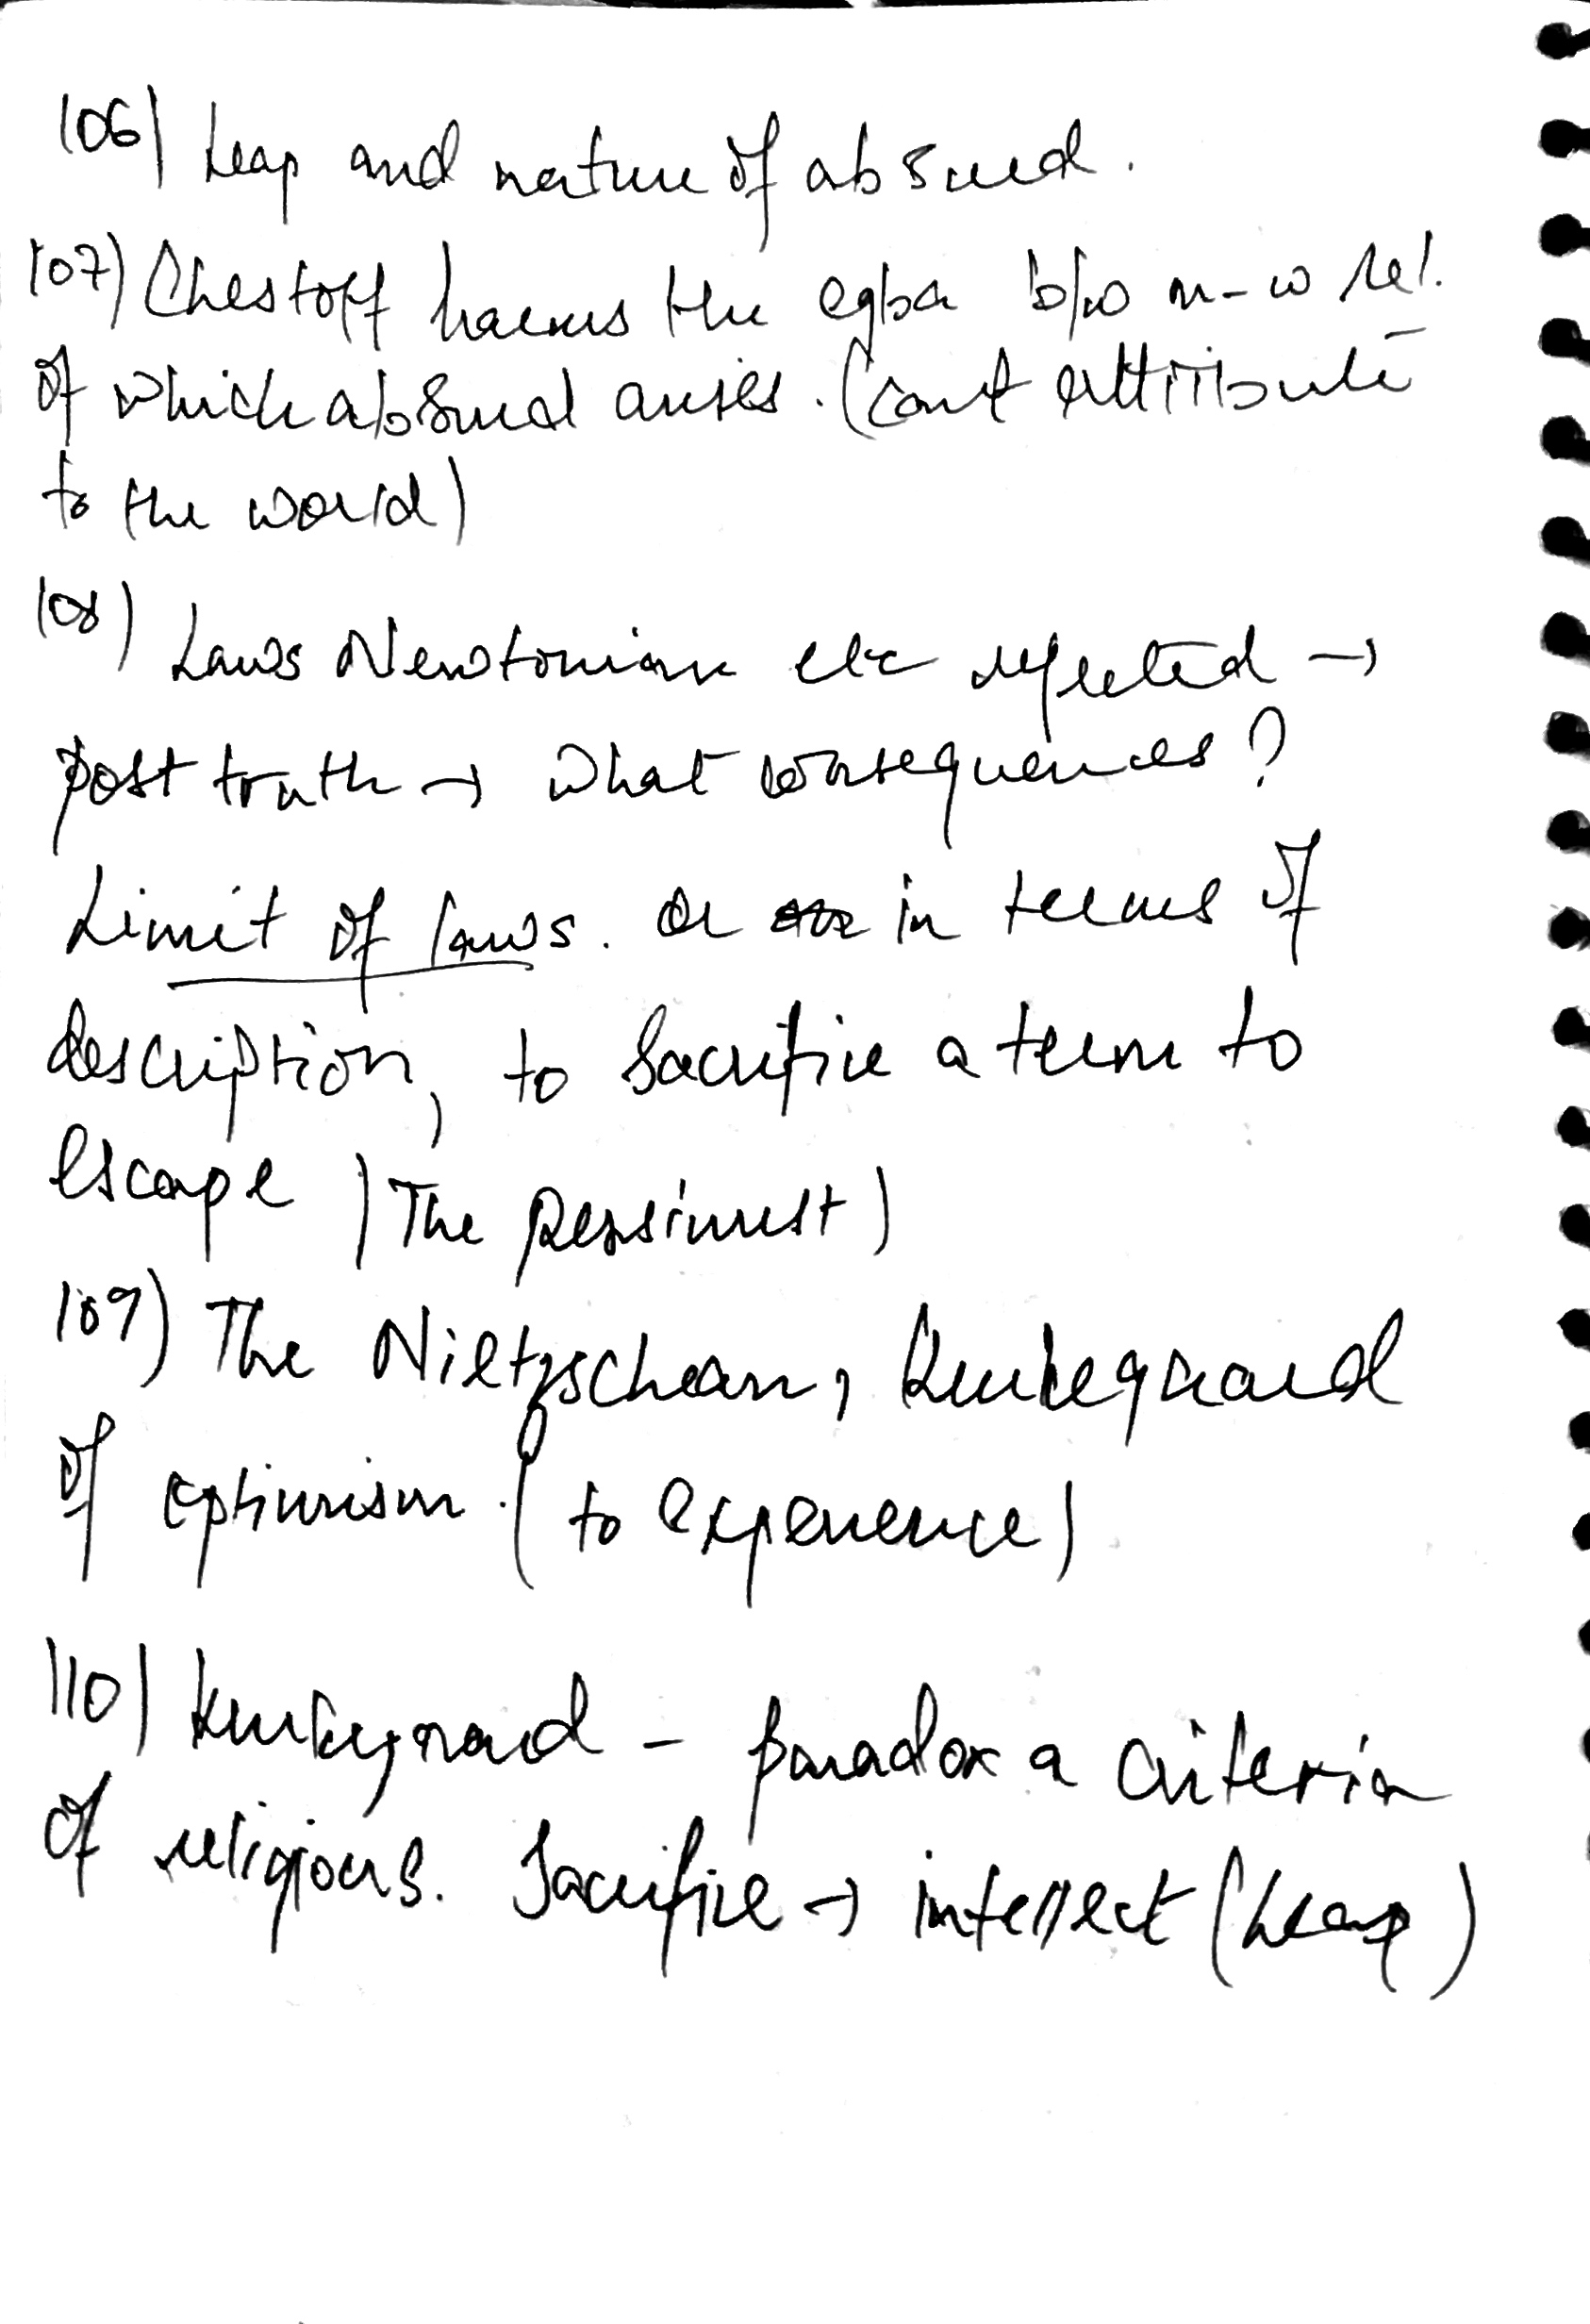 106) Leap and nature of absurd.
107) Chestoff harms the eqba b/w m-w rel.
of which absurd arises. (cant attribute
to the world)
108) Laws Newtonian etc rejected →
post truth → what consequences?
Limit of laws. or in terms of
description, to sacrifice a term to
escape (The pessimist)
109) The Nietzschean, Kierkegaard
of optimism. (to experience)
110) Kierkegraad - paradox a criteria
of religious. Sacrifice → intellect (Leap)